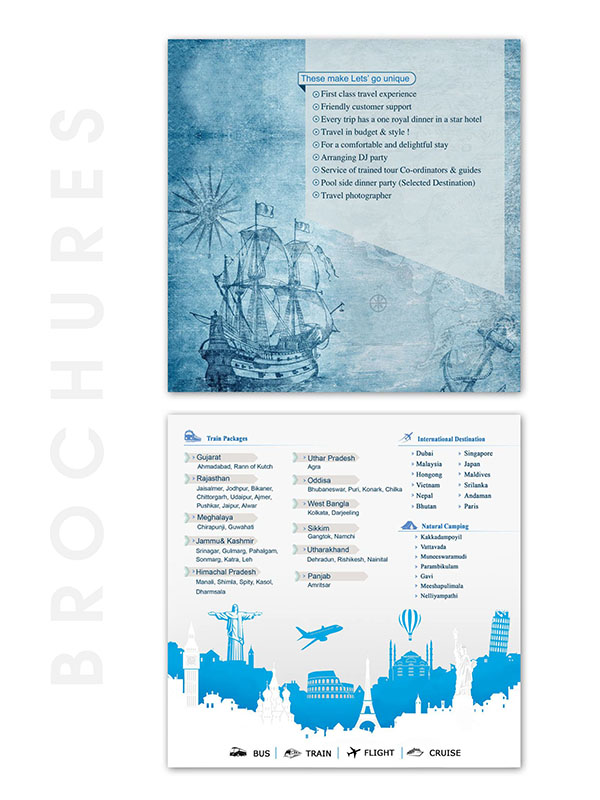 BROCHURES
These make Lets' go unique
First class travel experience
Friendly customer support
Every trip has a one royal dinner in a star hotel
Travel in budget & style !
For a comfortable and delightful stay
Arranging DJ party
Service of trained tour Co-ordinators & guides
Pool side dinner party (Selected Destination)
Travel photographer
Train Packages
Gujarat
Ahmadabad, Rann of Kutch
Rajasthan
Jaisalmer, Jodhpur, Bikaner,
Chittorgarh, Udaipur, Ajmer,
Pushkar, Jaipur, Alwar
Meghalaya
Chirapunji, Guwahati
Jammu& Kashmir
Srinagar, Gulmarg, Pahalgam,
Sonmarg, Katra, Leh
Himachal Pradesh
Manali, Shimla, Spity, Kasol,
Dharmsala
Uthar Pradesh
Agra
Oddisa
Bhubaneswar, Puri, Konark, Chilka
West Bangla
Kolkata, Darjeeling
Sikkim
Gangtok, Namchi
Utharakhand
Dehradun, Rishikesh, Nainital
Panjab
Amritsar
International Destination
Dubai
Malaysia
Hongong
Vietnam
Nepal
Bhutan
Singapore
Japan
Maldives
Srilanka
Andaman
Paris
Natural Camping
Kakkadampoyil
Vattavada
Muneeswaramudi
Parambikulam
Gavi
Meeshapulimala
Nelliyampathi
BUS
TRAIN
FLIGHT
CRUISE